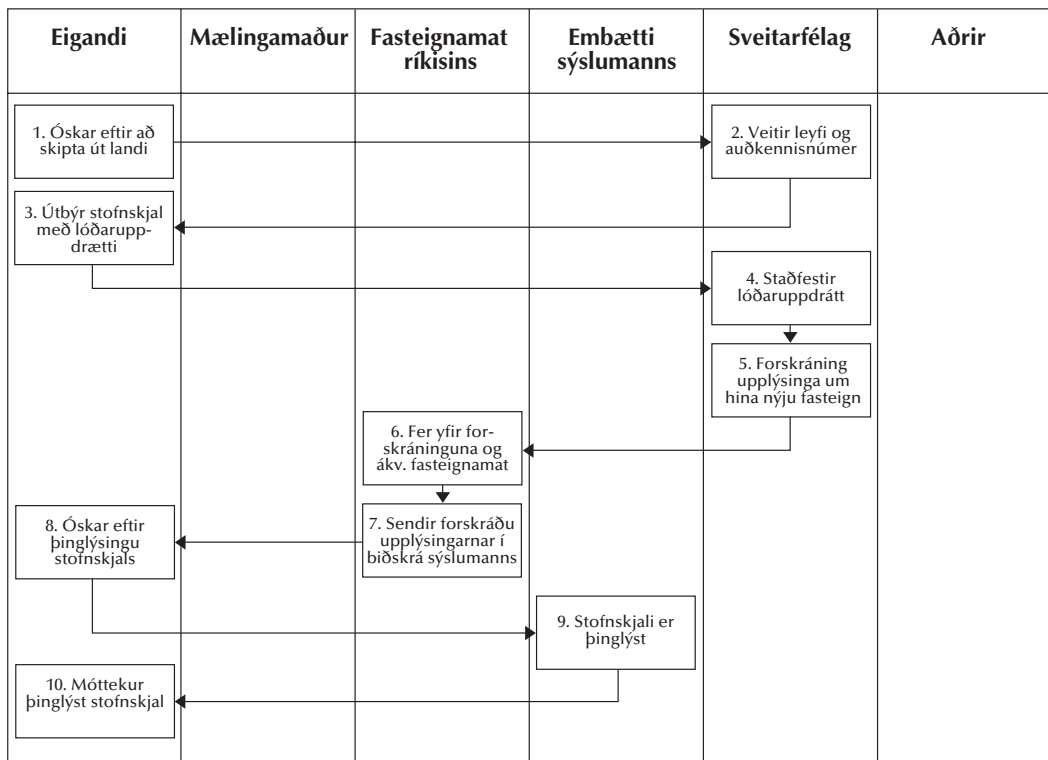 Eigandi
Mælingamaður
Fasteignamat
ríkisins
Embætti
sýslumanns
Sveitarfélag
Aðrir
1. Óskar eftir að
skipta út landi
2. Veitir leyfi og
auðkennisnúmer
3. Útbýr stofnskjal
með lóðarupp-
drætti
4. Staðfestir
lóðaruppdrátt
5. Forskráning
upplýsinga um
hina nýju fasteign
6. Fer yfir for-
skráninguna og
ákv. fasteignamat
7. Sendir forskráðu
upplýsingarnar í
biðskrá sýslumanns
8. Óskar eftir
þinglýsingu
stofnskjals
9. Stofnskjali er
þinglýst
10. Móttekur
þinglýst stofnskjal